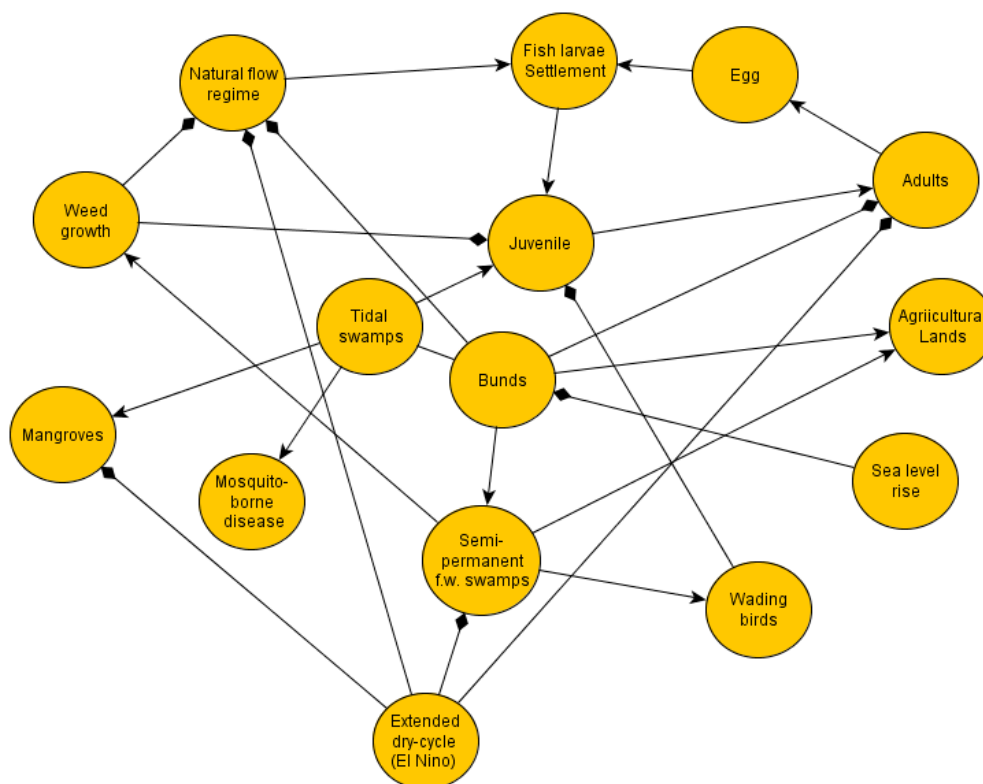 Natural flow
regime
Fish larvae
Settlement
Egg
Adults
Weed
growth
Juvenile
Tidal
swamps
Bunds
Agriicultural
Lands
Mangroves
Mosquito-
borne
disease
Sea level
rise
Semi-
permanent
f.w. swamps
Wading
birds
Extended
dry-cycle
(El Nino)